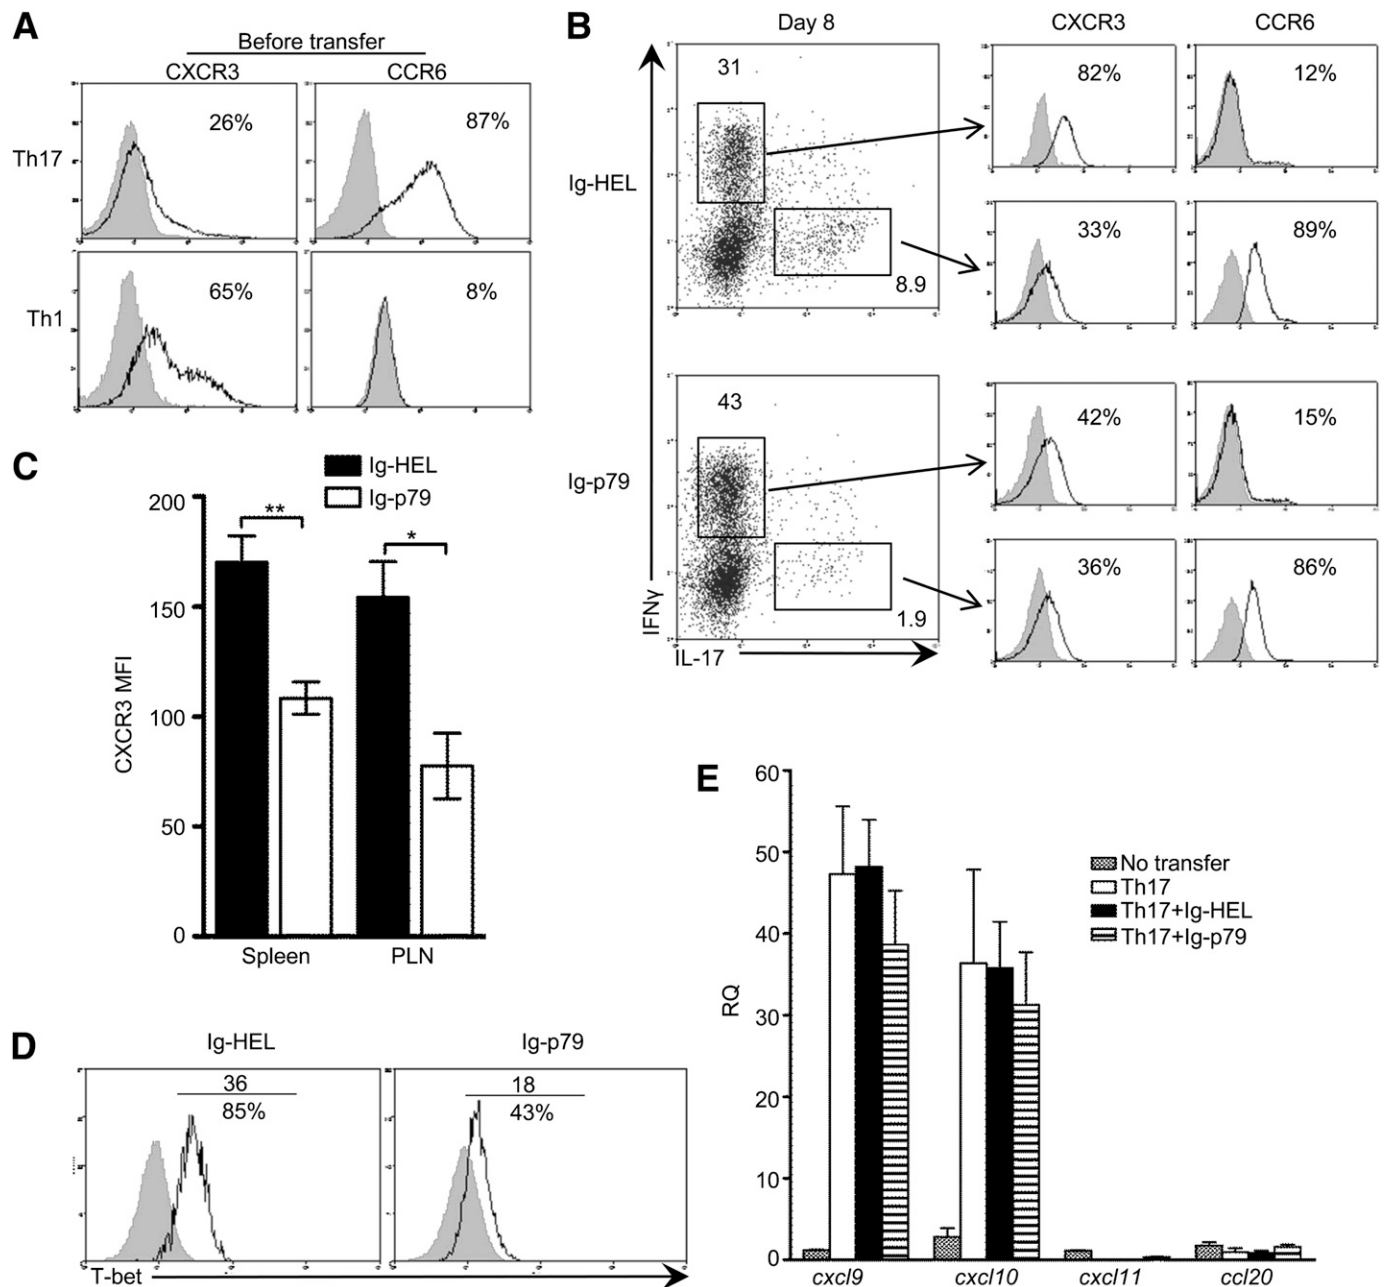 A
Before transfer
CXCR3 CCR6
Th17 26% 87%
Th1 65% 8%
B
Day 8 CXCR3 CCR6
Ig-HEL
31
82% 12%
33% 89%
8.9
Ig-p79
43
42% 15%
36% 86%
1.9
IFNγ
IL-17
C
Ig-HEL
Ig-p79
CXCR3 MFI
200
150
100
50
0
** *
Spleen PLN
D
Ig-HEL Ig-p79
36 18
85% 43%
T-bet
E
No transfer
Th17
Th17+Ig-HEL
Th17+Ig-p79
RQ
60
50
40
30
20
10
0
cxcl9 cxcl10 cxcl11 ccl20